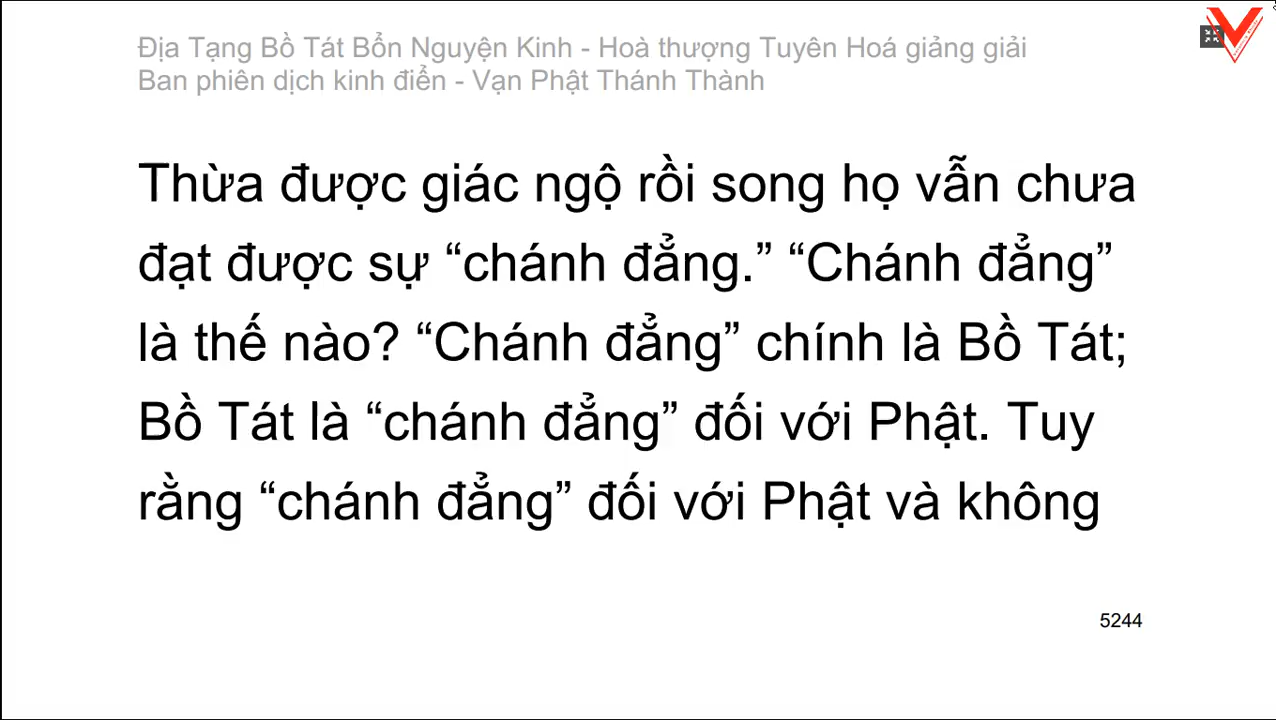 Địa Tạng Bồ Tát Bổn Nguyện Kinh - Hoà thượng Tuyên Hoá giảng giải
Ban phiên dịch kinh điển - Vạn Phật Thánh Thành
Thừa được giác ngộ rồi song họ vẫn chưa
đạt được sự “chánh đẳng.” “Chánh đẳng”
là thế nào? “Chánh đẳng” chính là Bồ Tát;
Bồ Tát là “chánh đẳng” đối với Phật. Tuy
rằng “chánh đẳng” đối với Phật và không
5244